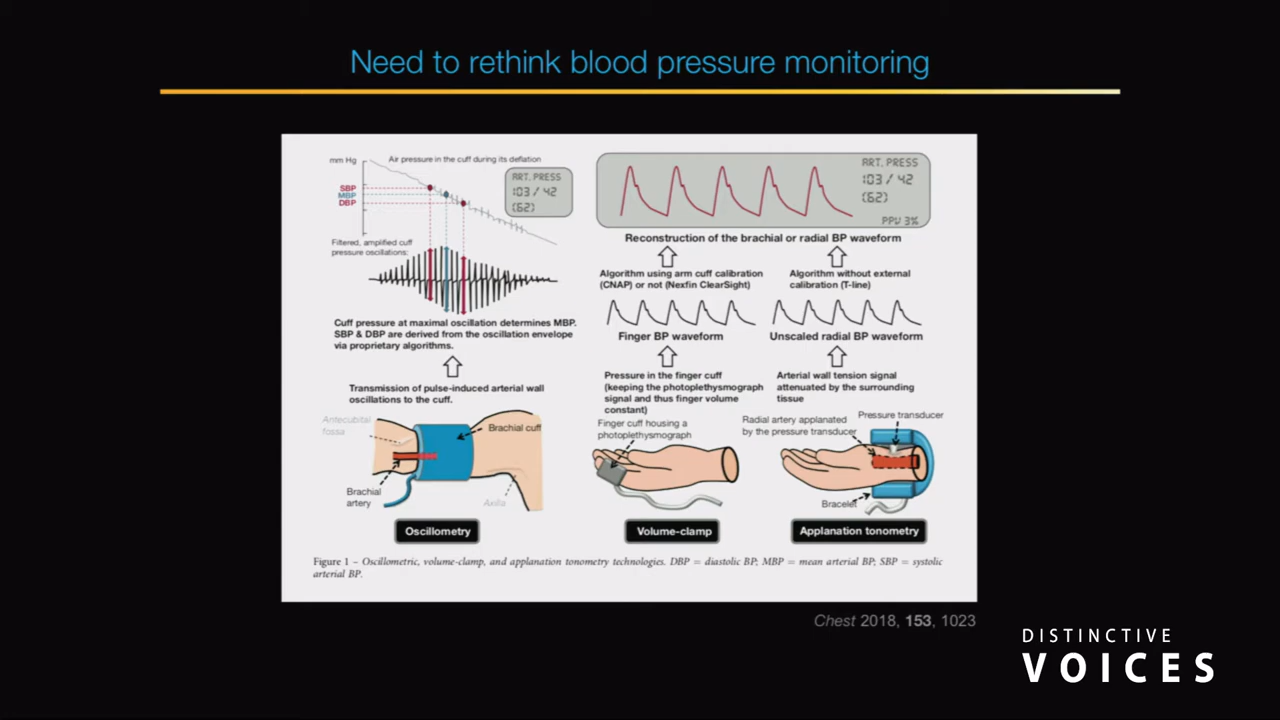 Need to rethink blood pressure monitoring
mm Hg
Air pressure in the cuff during its deflation
SBP
MBP
DBP
ART. PRESS
103 / 42
(62)
Filtered, amplified cuff
pressure oscillations:
Cuff pressure at maximal oscillation determines MBP.
SBP & DBP are derived from the oscillation envelope
via proprietary algorithms.
Transmission of pulse-induced arterial wall
oscillations to the cuff.
Antecubital
fossa
Brachial cuff
Brachial
artery
Axilla
Oscillometry
ART. PRESS
103 / 42
(62)
PPV 3%
Reconstruction of the brachial or radial BP waveform
Algorithm using arm cuff calibration
(CNAP) or not (Nexfin ClearSight)
Finger BP waveform
Pressure in the finger cuff
(keeping the photoplethysmograph
signal and thus finger volume
constant)
Finger cuff housing a
photoplethysmograph
Volume-clamp
Algorithm without external
calibration (T-line)
Unscaled radial BP waveform
Arterial wall tension signal
attenuated by the surrounding
tissue
Radial artery applanated
by the pressure transducer
Pressure transducer
Bracelet
Applanation tonometry
Figure 1 – Oscillometric, volume-clamp, and applanation tonometry technologies. DBP = diastolic BP; MBP = mean arterial BP; SBP = systolic
arterial BP.
Chest 2018, 153, 1023
DISTINCTIVE
VOICES